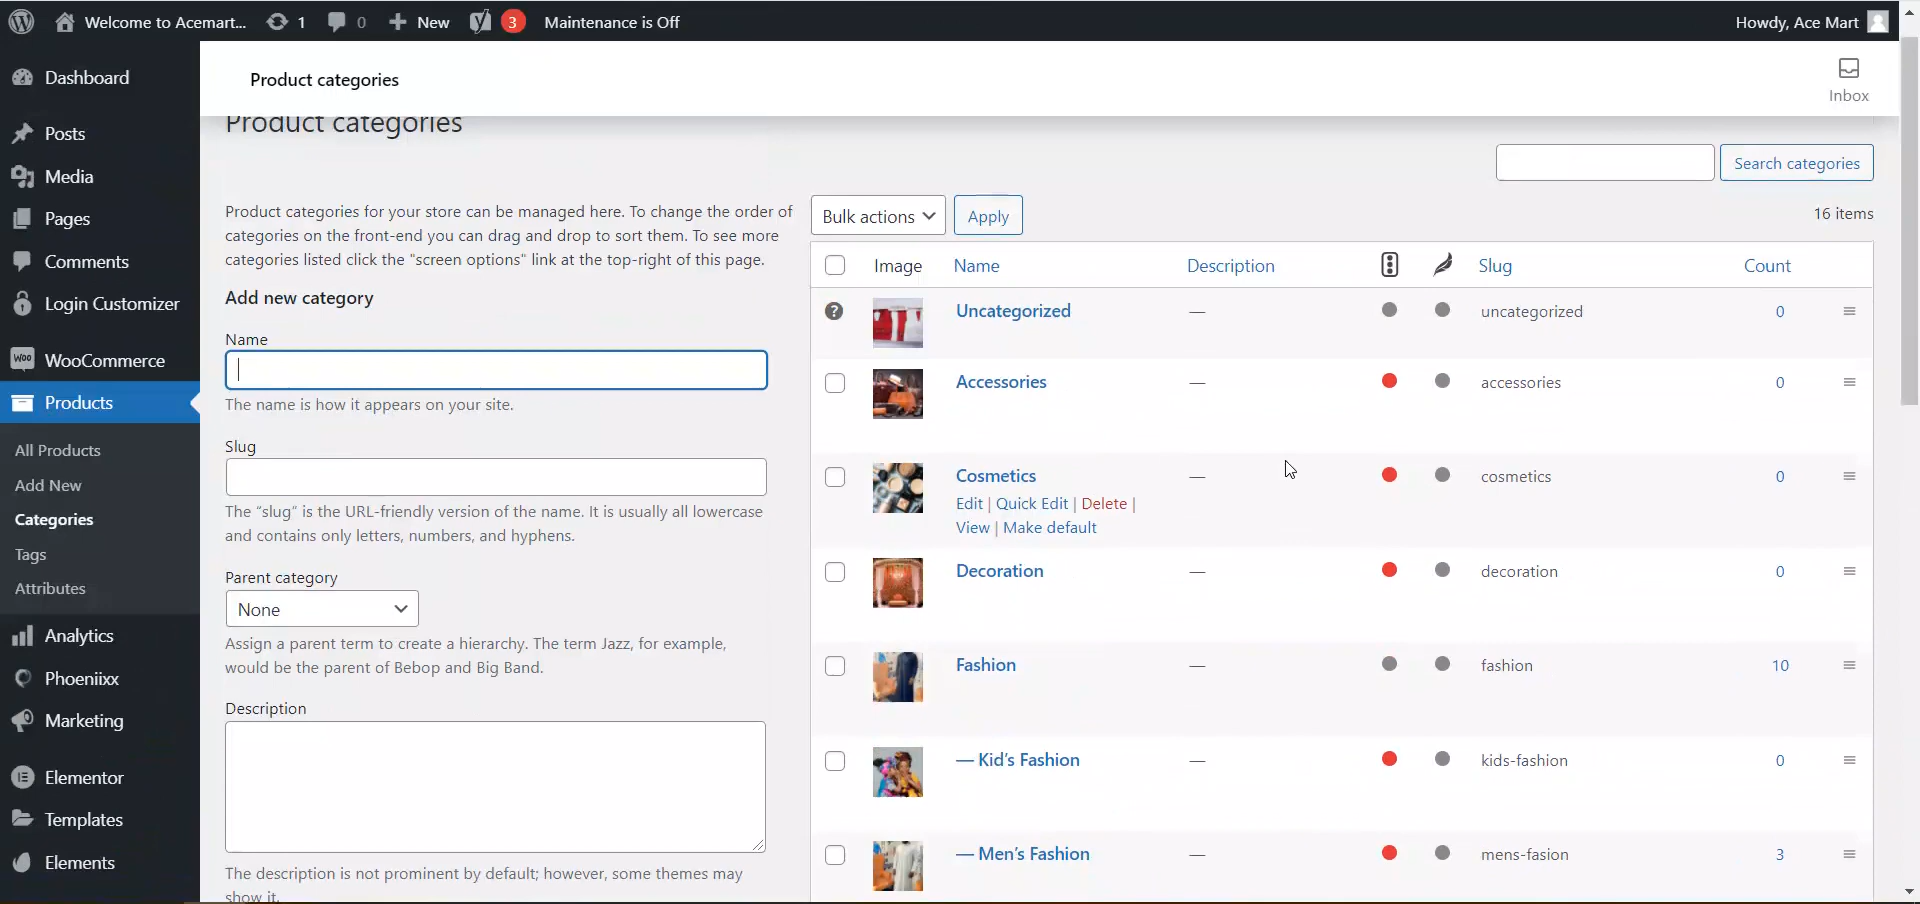 Welcome to Acemart... 1 0 New 3 Maintenance is Off Howdy, Ace Mart
Dashboard
Posts
Media
Pages
Comments
Login Customizer
WOO WooCommerce
Products
All Products
Add New
Categories
Tags
Attributes
Analytics
Phoeniixx
Marketing
Elementor
Templates
Elements
Product categories
Inbox
Product categories
Search categories
Product categories for your store can be managed here. To change the order of
categories on the front-end you can drag and drop to sort them. To see more
categories listed click the "screen options" link at the top-right of this page.
Add new category
Name
The name is how it appears on your site.
Slug
The “slug” is the URL-friendly version of the name. It is usually all lowercase
and contains only letters, numbers, and hyphens.
Parent category
None
Assign a parent term to create a hierarchy. The term Jazz, for example,
would be the parent of Bebop and Big Band.
Description
The description is not prominent by default; however, some themes may
show it.
Bulk actions Apply 16 items
Image Name Description Slug Count
Uncategorized — uncategorized 0
Accessories — accessories 0
Cosmetics — cosmetics 0
Edit | Quick Edit | Delete |
View | Make default
Decoration — decoration 0
Fashion — fashion 10
— Kid’s Fashion — kids-fashion 0
— Men’s Fashion — mens-fasion 3